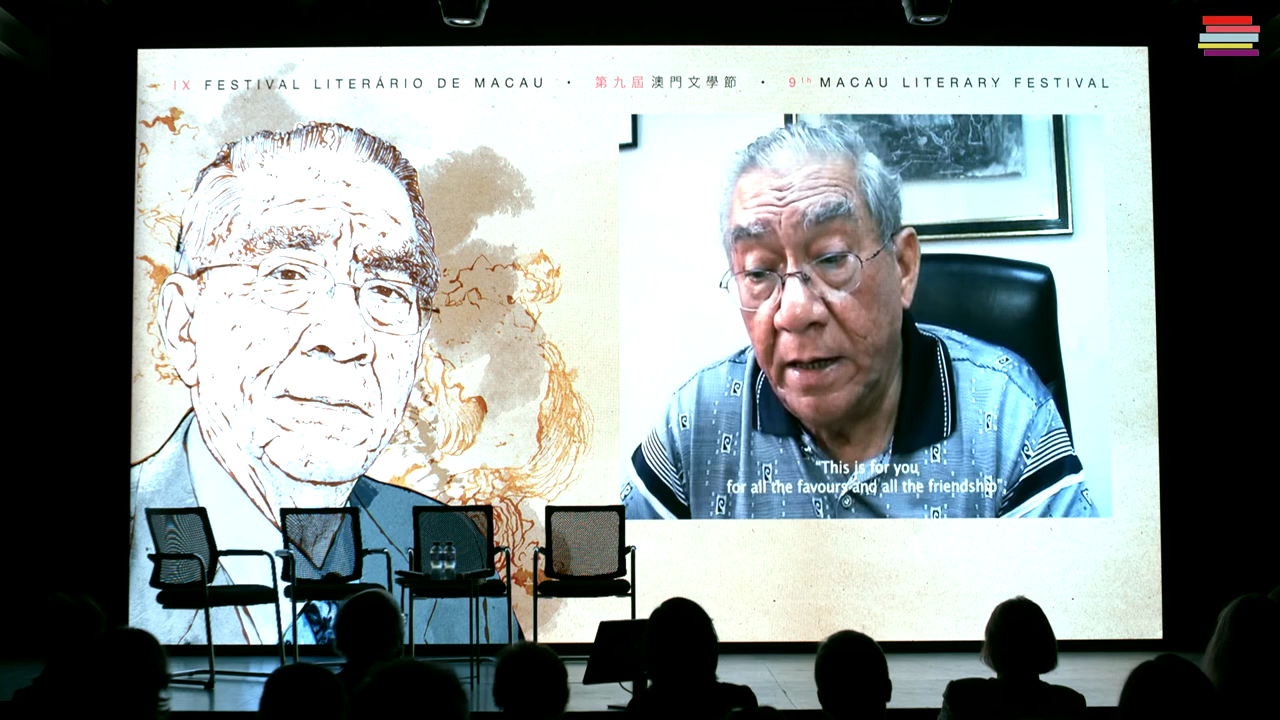 IX FESTIVAL LITERÁRIO DE MACAU • 第九屆澳門文學節 • 9th MACAU LITERARY FESTIVAL
"This is for you,
for all the favours and all the friendship"